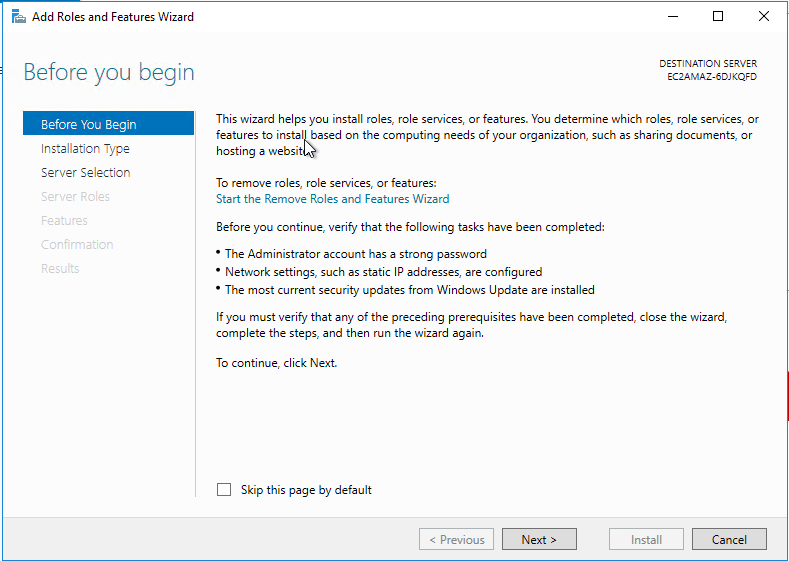 Add Roles and Features Wizard
Before you begin
DESTINATION SERVER
EC2AMAZ-6DJKQFD
Before You Begin
Installation Type
Server Selection
Server Roles
Features
Confirmation
Results
This wizard helps you install roles, role services, or features. You determine which roles, role services, or
features to install based on the computing needs of your organization, such as sharing documents, or
hosting a website.
To remove roles, role services, or features:
Start the Remove Roles and Features Wizard
Before you continue, verify that the following tasks have been completed:
• The Administrator account has a strong password
• Network settings, such as static IP addresses, are configured
• The most current security updates from Windows Update are installed
If you must verify that any of the preceding prerequisites have been completed, close the wizard,
complete the steps, and then run the wizard again.
To continue, click Next.
Skip this page by default
< Previous
Next >
Install
Cancel